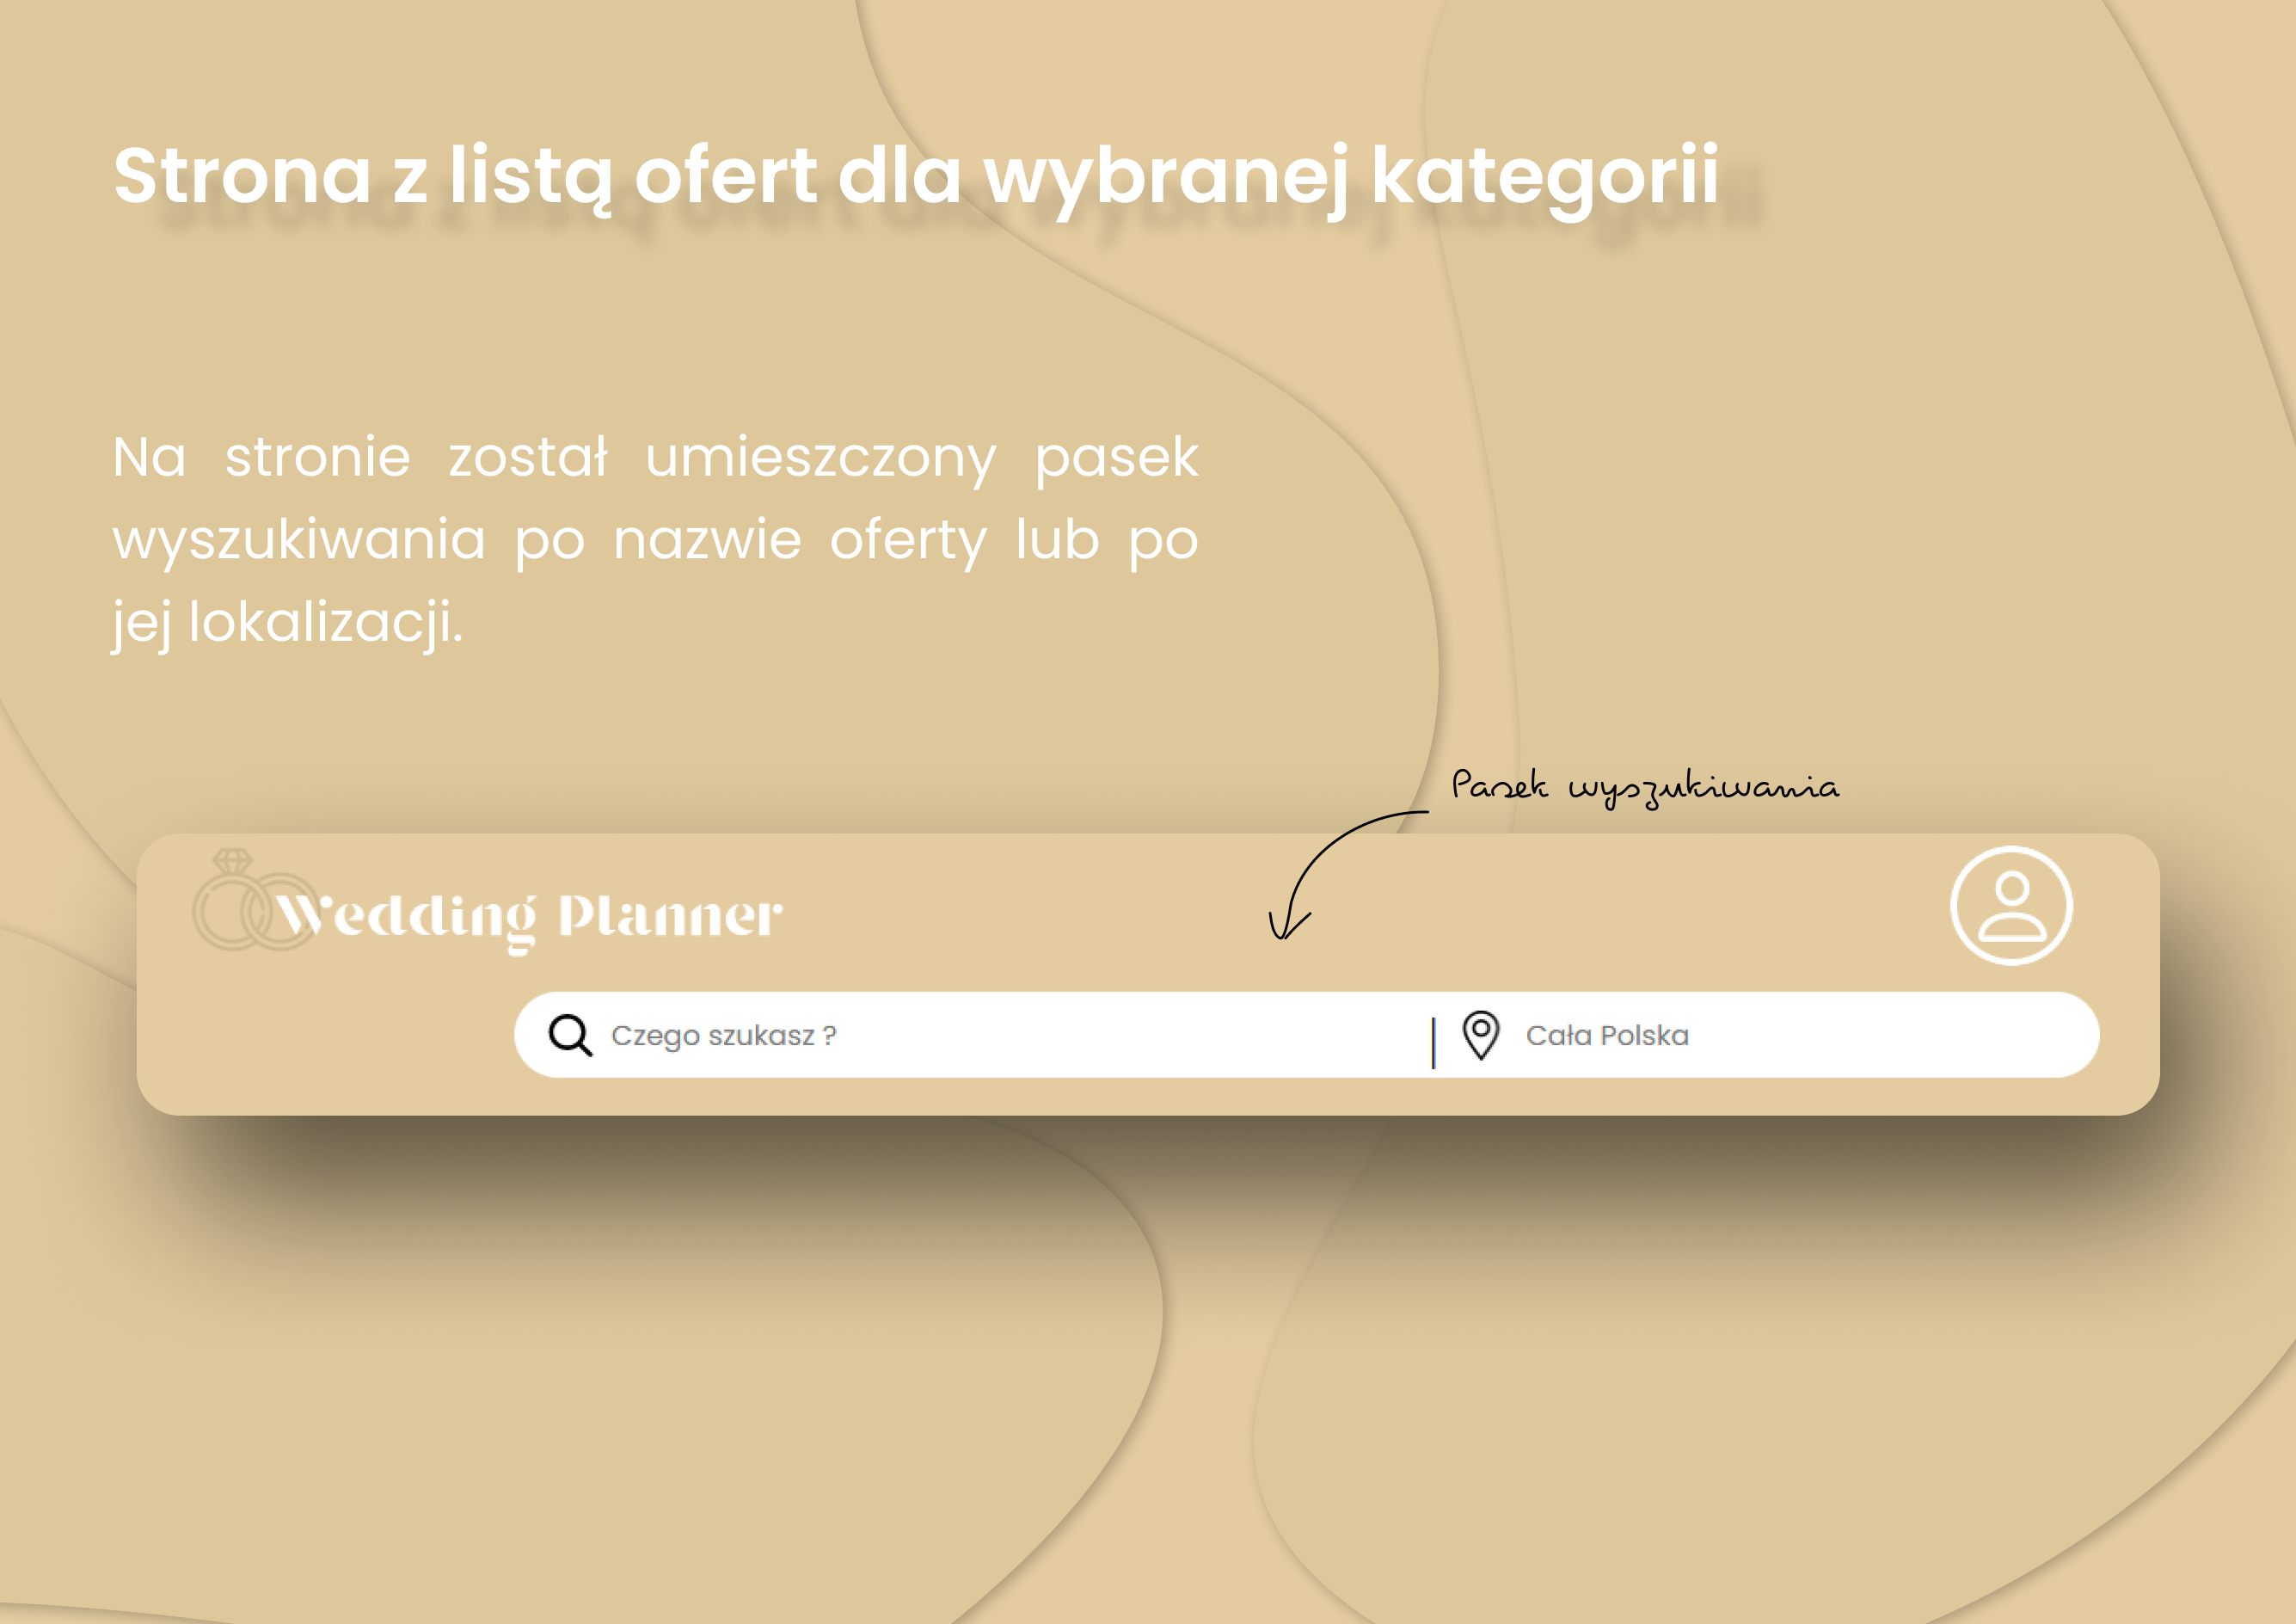 Strona z listą ofert dla wybranej kategorii
Na stronie został umieszczony pasek
wyszukiwania po nazwie oferty lub po
jej lokalizacji.
Pasek wyszukiwania
Wedding Planner
Czego szukasz ?
Cała Polska